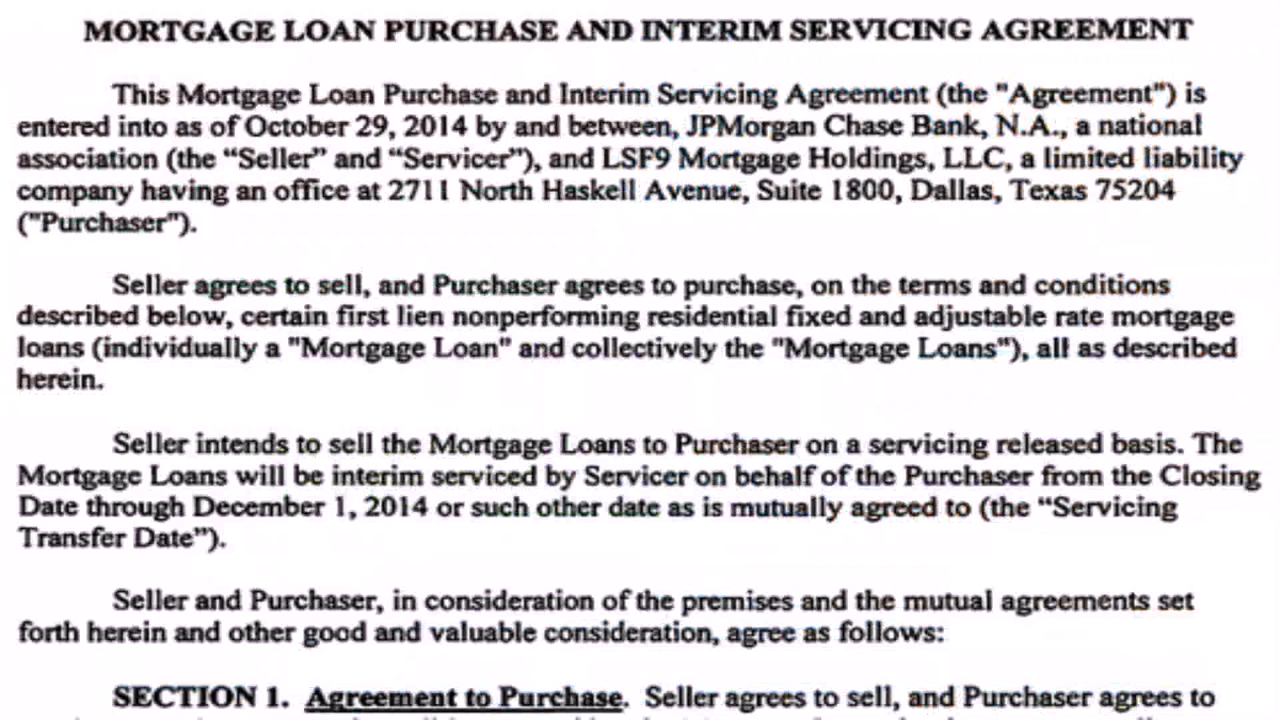 MORTGAGE LOAN PURCHASE AND INTERIM SERVICING AGREEMENT
This Mortgage Loan Purchase and Interim Servicing Agreement (the "Agreement") is
entered into as of October 29, 2014 by and between, JPMorgan Chase Bank, N.A., a national
association (the “Seller” and “Servicer”), and LSF9 Mortgage Holdings, LLC, a limited liability
company having an office at 2711 North Haskell Avenue, Suite 1800, Dallas, Texas 75204
("Purchaser").
Seller agrees to sell, and Purchaser agrees to purchase, on the terms and conditions
described below, certain first lien nonperforming residential fixed and adjustable rate mortgage
loans (individually a "Mortgage Loan" and collectively the "Mortgage Loans"), all as described
herein.
Seller intends to sell the Mortgage Loans to Purchaser on a servicing released basis. The
Mortgage Loans will be interim serviced by Servicer on behalf of the Purchaser from the Closing
Date through December 1, 2014 or such other date as is mutually agreed to (the “Servicing
Transfer Date”).
Seller and Purchaser, in consideration of the premises and the mutual agreements set
forth herein and other good and valuable consideration, agree as follows:
SECTION 1. Agreement to Purchase. Seller agrees to sell, and Purchaser agrees to